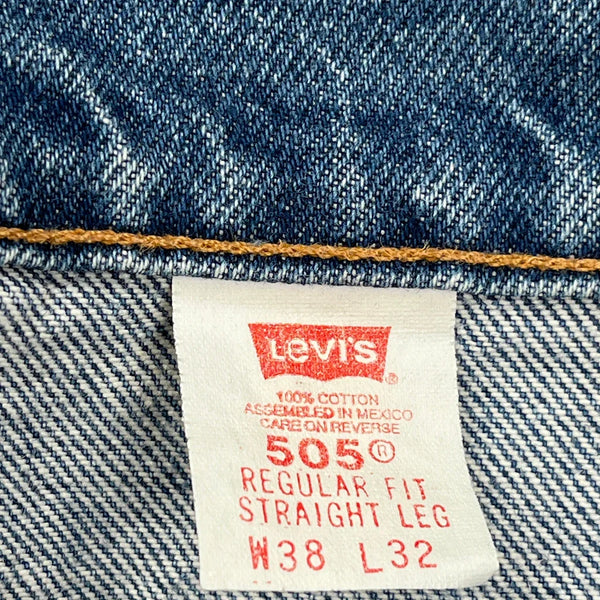 Levi's ®
100% COTTON
ASSEMBLED IN MEXICO
CARE ON REVERSE
505®
REGULAR FIT
STRAIGHT LEG
W38 L32